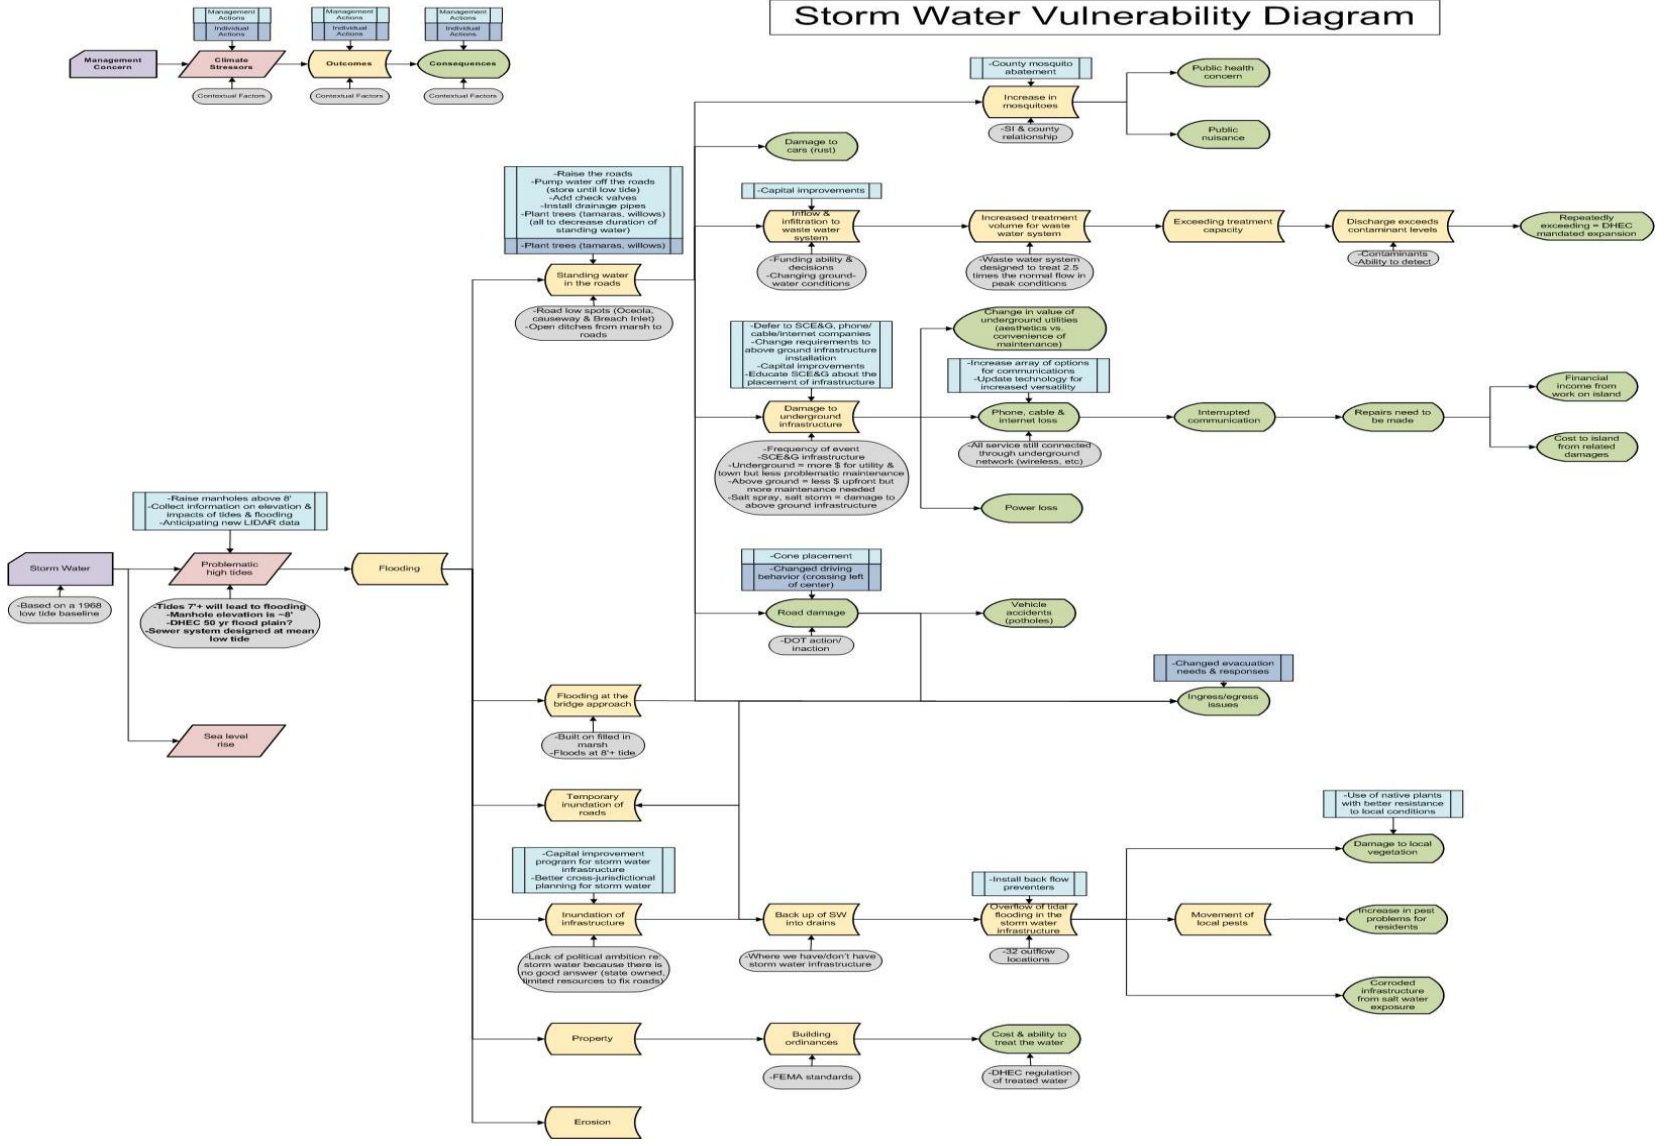 Storm Water Vulnerability Diagram
Management
Actions
Individual
Actions
Management
Actions
Individual
Actions
Management
Actions
Individual
Actions
Management
Concern
Climate
Stressors
Outcomes
Consequences
Contextual Factors
Contextual Factors
Contextual Factors
-County mosquito
abatement
Increase in
mosquitoes
-SI & county
relationship
Public health
concern
Public
nuisance
Damage to
cars (rust)
-Raise the roads
-Pump water off the roads
(store until low tide)
-Add check valves
-Install drainage pipes
-Plant trees (tamaras, willows)
(all to decrease duration of
standing water)
-Plant trees (tamaras, willows)
Standing water
in the roads
-Road low spots (Oceola,
causeway & Breach Inlet)
-Open ditches from marsh to
roads
-Capital improvements
Inflow &
infiltration to
waste water
system
-Funding ability &
decisions
-Changing ground-
water conditions
Increased treatment
volume for waste
water system
-Waste water system
designed to treat 2.5
times the normal flow in
peak conditions
Exceeding treatment
capacity
Discharge exceeds
contaminant levels
-Contaminants
-Ability to detect
Repeatedly
exceeding = DHEC
mandated expansion
-Defer to SCE&G, phone/
cable/internet companies
-Change requirements to
above ground infrastructure
installation
-Capital improvements
-Educate SCE&G about the
placement of infrastructure
Damage to
underground
infrastructure
-Frequency of event
-SCE&G infrastructure
-Underground = more $ for utility &
town but less problematic maintenance
-Above ground = less $ upfront but
more maintenance needed
-Salt spray, salt storm = damage to
above ground infrastructure
Change in value of
underground utilities
(aesthetics vs.
convenience of
maintenance)
-Increase array of options
for communications
-Update technology for
increased versatility
Phone, cable &
internet loss
-All service still connected
through underground
network (wireless, etc)
Power loss
Interrupted
communication
Repairs need to
be made
Financial
income from
work on island
Cost to island
from related
damages
-Raise manholes above 8'
-Collect information on elevation &
impacts of tides & flooding
-Anticipating new LIDAR data
Storm Water
-Based on a 1968
low tide baseline
Problematic
high tides
-Tides 7'+ will lead to flooding
-Manhole elevation is ~8'
-DHEC 50 yr flood plain?
-Sewer system designed at mean
low tide
Flooding
Sea level
rise
-Cone placement
-Changed driving
behavior (crossing left
of center)
Road damage
-DOT action/
inaction
Vehicle
accidents
(potholes)
-Changed evacuation
needs & responses
Ingress/egress
issues
Flooding at the
bridge approach
-Built on filled in
marsh
-Floods at 8'+ tide
Temporary
inundation of
roads
-Capital improvement
program for storm water
infrastructure
-Better cross-jurisdictional
planning for storm water
Inundation of
infrastructure
-Lack of political ambition re:
storm water because there is
no good answer (state owned,
limited resources to fix roads)
Back up of SW
into drains
-Where we have/don't have
storm water infrastructure
-Install back flow
preventers
Overflow of tidal
flooding in the
storm water
infrastructure
-32 outflow
locations
Movement of
local pests
-Use of native plants
with better resistance
to local conditions
Damage to local
vegetation
Increase in pest
problems for
residents
Corroded
infrastructure
from salt water
exposure
Property
Building
ordinances
-FEMA standards
Cost & ability to
treat the water
-DHEC regulation
of treated water
Erosion